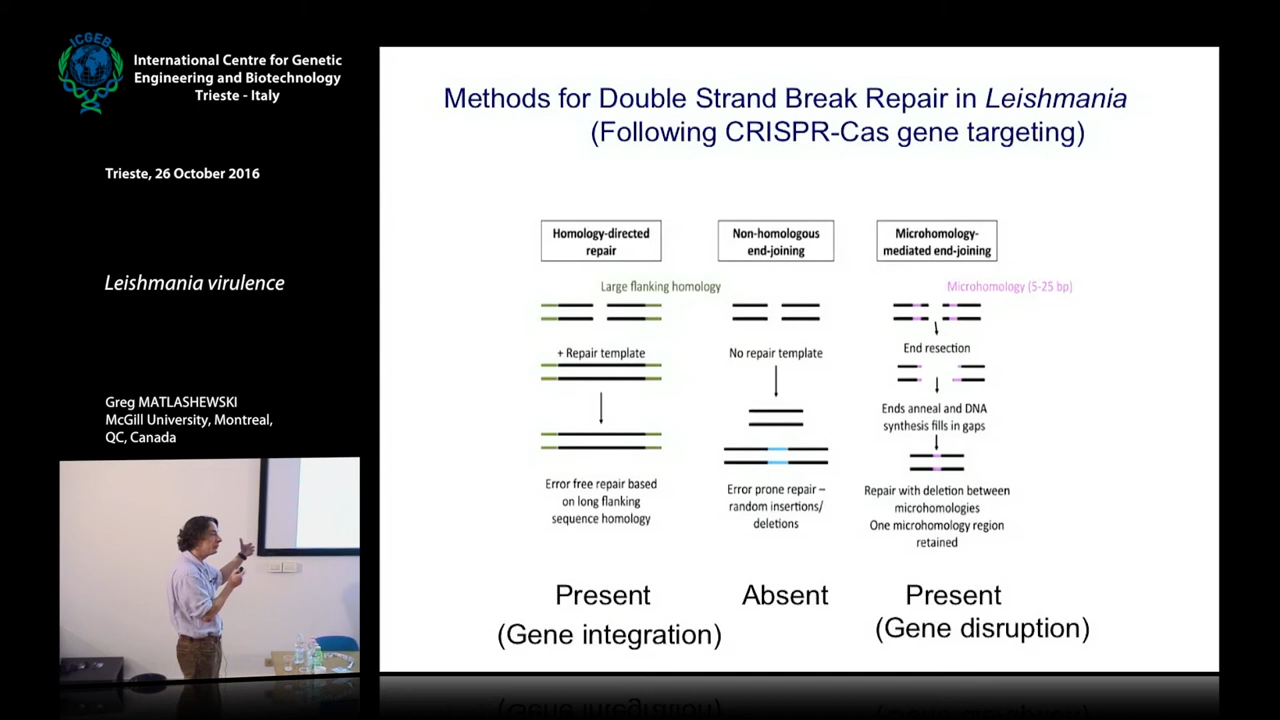 ICGEB
International Centre for Genetic
Engineering and Biotechnology
Trieste - Italy
Trieste, 26 October 2016
Leishmania virulence
Greg MATLASHEWSKI
McGill University, Montreal,
QC, Canada
Methods for Double Strand Break Repair in Leishmania
(Following CRISPR-Cas gene targeting)
Homology-directed
repair
Large flanking homology
+ Repair template
Error free repair based
on long flanking
sequence homology
Present
(Gene integration)
Non-homologous
end-joining
No repair template
Error prone repair –
random insertions/
deletions
Absent
Microhomology-
mediated end-joining
Microhomology (5-25 bp)
End resection
Ends anneal and DNA
synthesis fills in gaps
Repair with deletion between
microhomologies
One microhomology region
retained
Present
(Gene disruption)